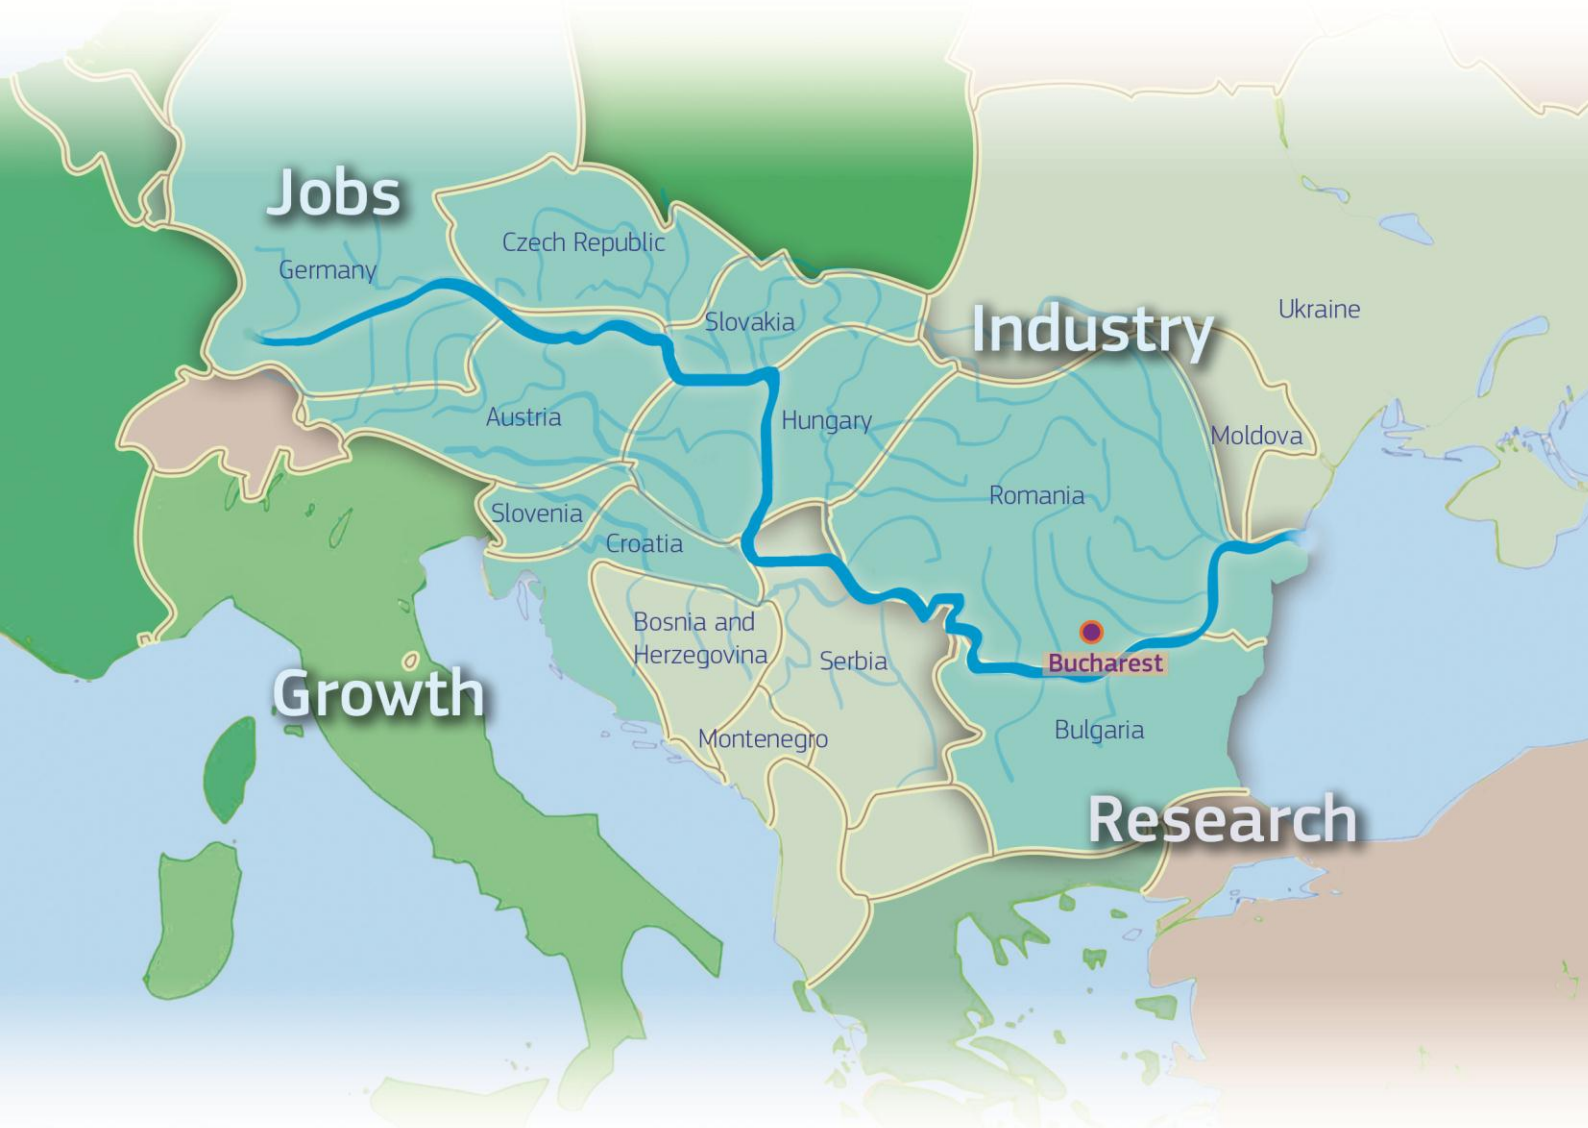 Jobs
Czech Republic
Germany
Industry
Ukraine
Slovakia
Austria
Hungary
Moldova
Romania
Slovenia
Croatia
Bosnia and
Herzegovina
Serbia
Bucharest
Growth
Montenegro
Bulgaria
Research